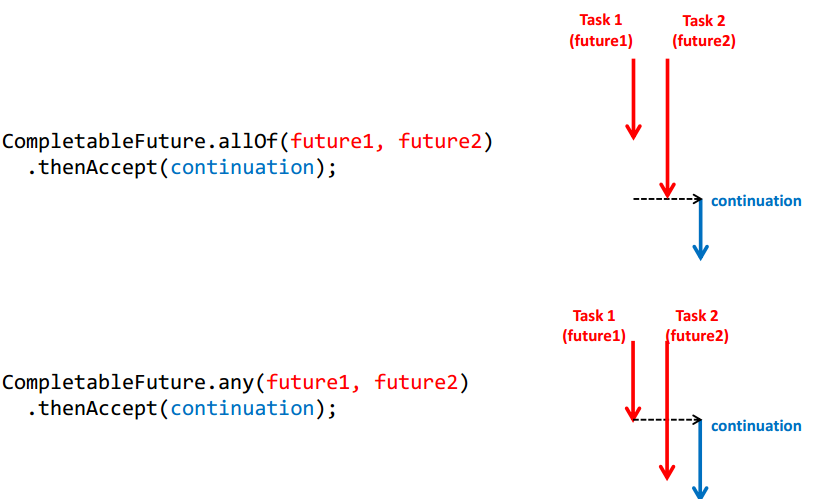 Task 1 Task 2
(future1) (future2)
CompletableFuture.allOf(future1, future2)
.thenAccept(continuation);
continuation
Task 1 Task 2
(future1) (future2)
CompletableFuture.any(future1, future2)
.thenAccept(continuation);
continuation